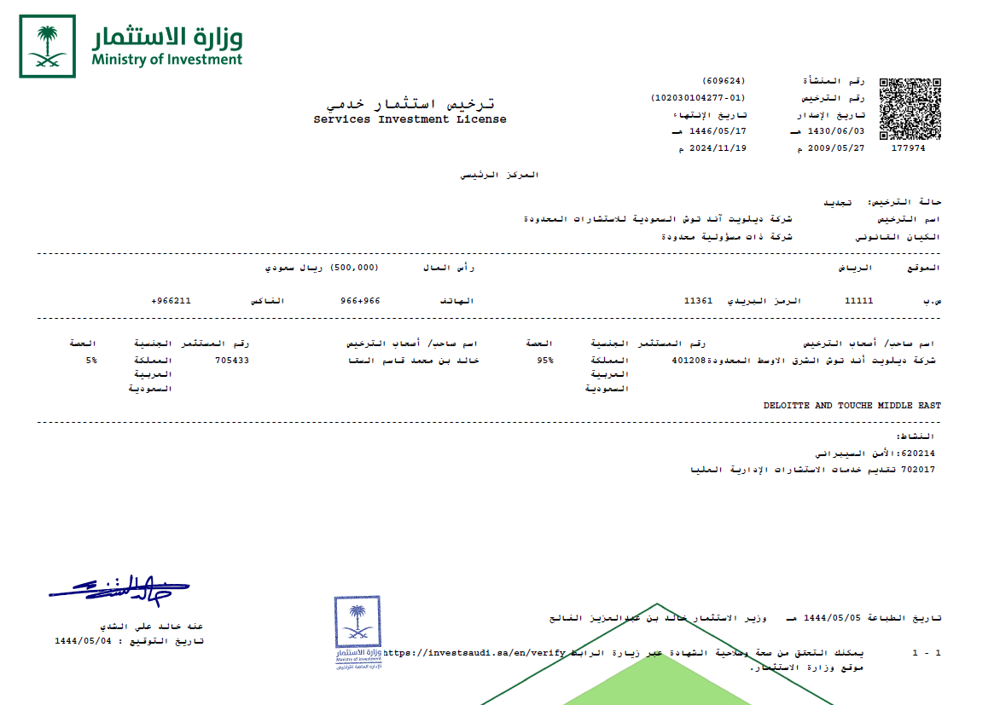 وزارة الاستثمار
Ministry of Investment
رقم المنشأة (609624)
رقم الترخيص (102030104277-01)
تاريخ الإصدار تاريخ الإنتهاء
1430/06/03 هـ 1446/05/17 هـ
2009/05/27 م 2024/11/19 م
177974
ترخيص استثمار خدمي
Services Investment License
المركز الرئيسي
حالة الترخيص: تجديد
اسم الترخيص شركة ديلويت آند توش السعودية للاستشارات المحدودة
الكيان القانوني شركة ذات مسؤولية محدودة
الموقع الرياض رأس المال (500,000) ريال سعودي
ص.ب 11111 الرمز البريدي 11361 الهاتف 966+966 الفاكس +966211
اسم صاحب/ أصحاب الترخيص رقم المستثمر الجنسية الحصة اسم صاحب/ أصحاب الترخيص رقم المستثمر الجنسية الحصة
شركة ديلويت أند توش الشرق الاوسط المحدودة 401208 المملكة 95% خالد بن محمد قاسم السقا 705433 المملكة 5%
العربية العربية
السعودية السعودية
DELOITTE AND TOUCHE MIDDLE EAST
النشاط:
620214:الأمن السيبراني
702017 تقديم خدمات الاستشارات الإدارية العليا
خالد الشدي
عنه خالد علي الشدي
تاريخ التوقيع : 1444/05/04
وزارة الاستثمار
Ministry of Investment
الإدارة العامة للتراخيص
تاريخ الطباعة 1444/05/05 هـ وزير الاستثمار خالد بن عبدالعزيز الفالح
1 - 1 يمكنك التحقق من صحة وصلاحية الشهادة عبر زيارة الرابط https://investsaudi.sa/en/verify
موقع وزارة الاستثمار.